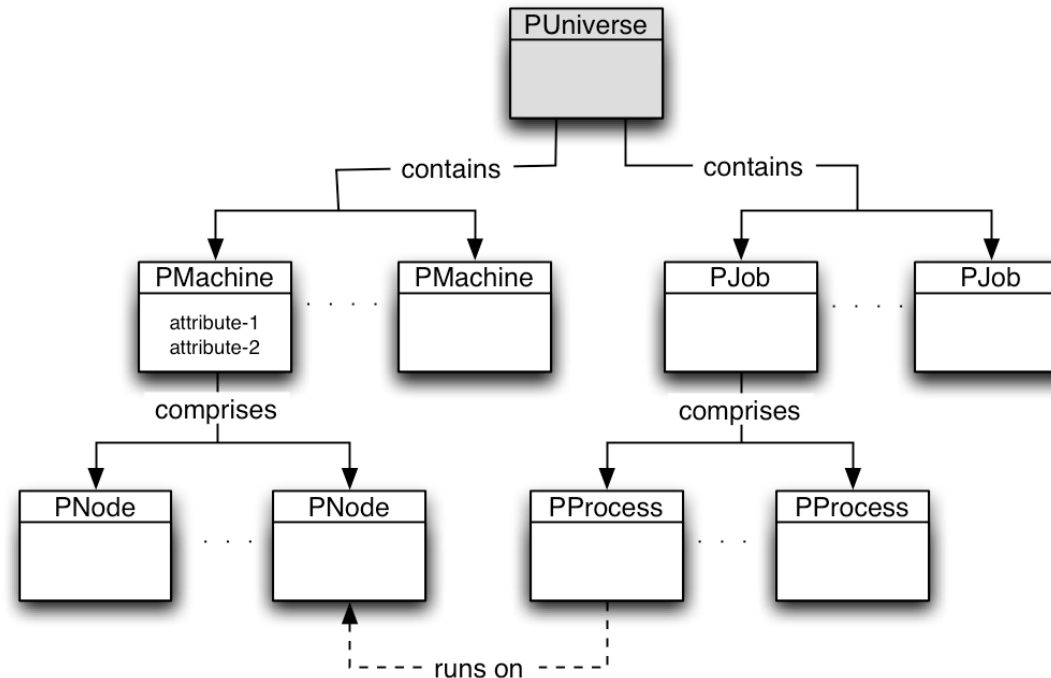 PUniverse
contains
contains
PMachine
PMachine
PJob
PJob
attribute-1
attribute-2
comprises
comprises
PNode
PNode
PProcess
PProcess
runs on